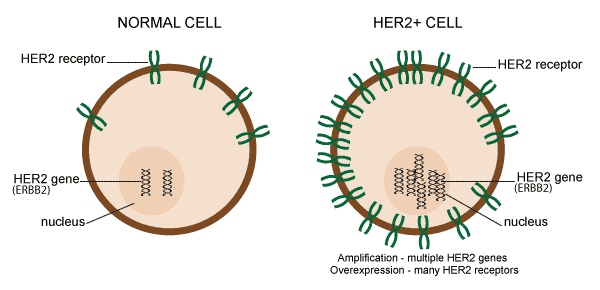 NORMAL CELL
HER2 receptor
HER2 gene
(ERBB2)
nucleus
HER2+ CELL
HER2 receptor
HER2 gene
(ERBB2)
nucleus
Amplification - multiple HER2 genes
Overexpression - many HER2 receptors